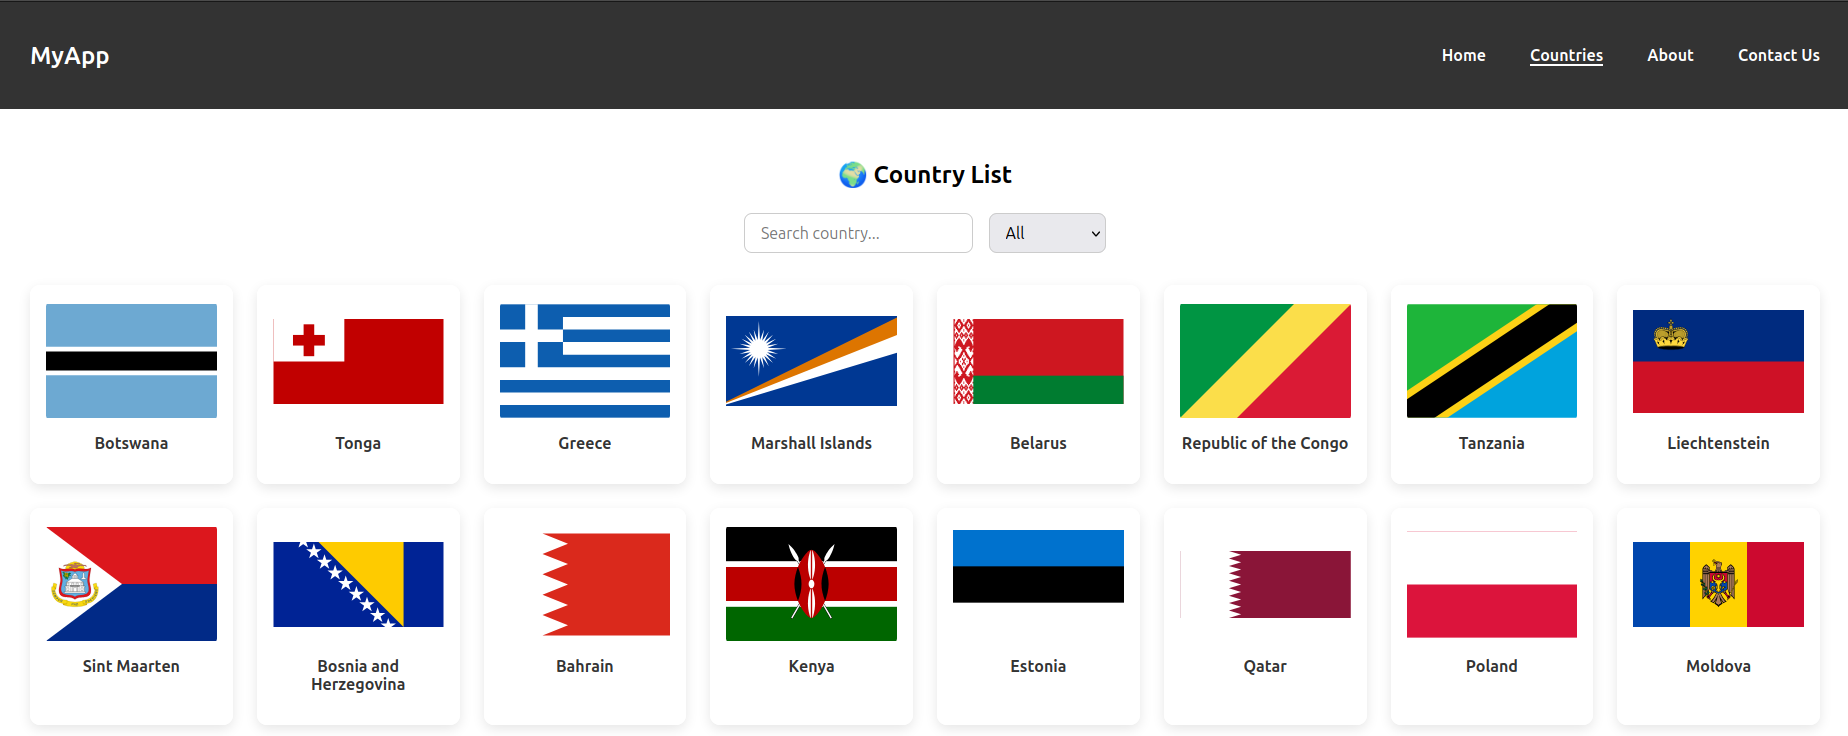 MyApp
Home
Countries
About
Contact Us
🌍 Country List
Search country...
All
Botswana
Tonga
Greece
Marshall Islands
Belarus
Republic of the Congo
Tanzania
Liechtenstein
Sint Maarten
Bosnia and
Herzegovina
Bahrain
Kenya
Estonia
Qatar
Poland
Moldova